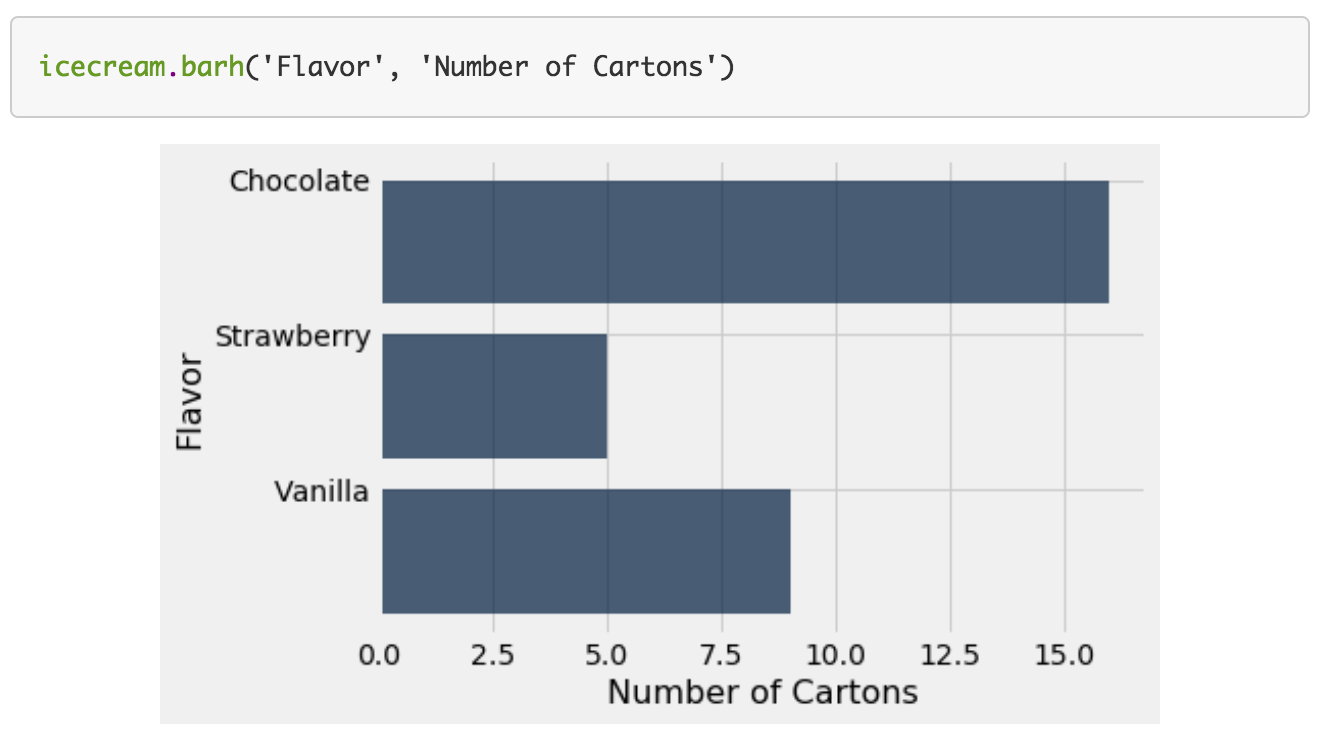 icecream.barh('Flavor', 'Number of Cartons')
Chocolate
Strawberry
Flavor
Vanilla
0.0 2.5 5.0 7.5 10.0 12.5 15.0
Number of Cartons